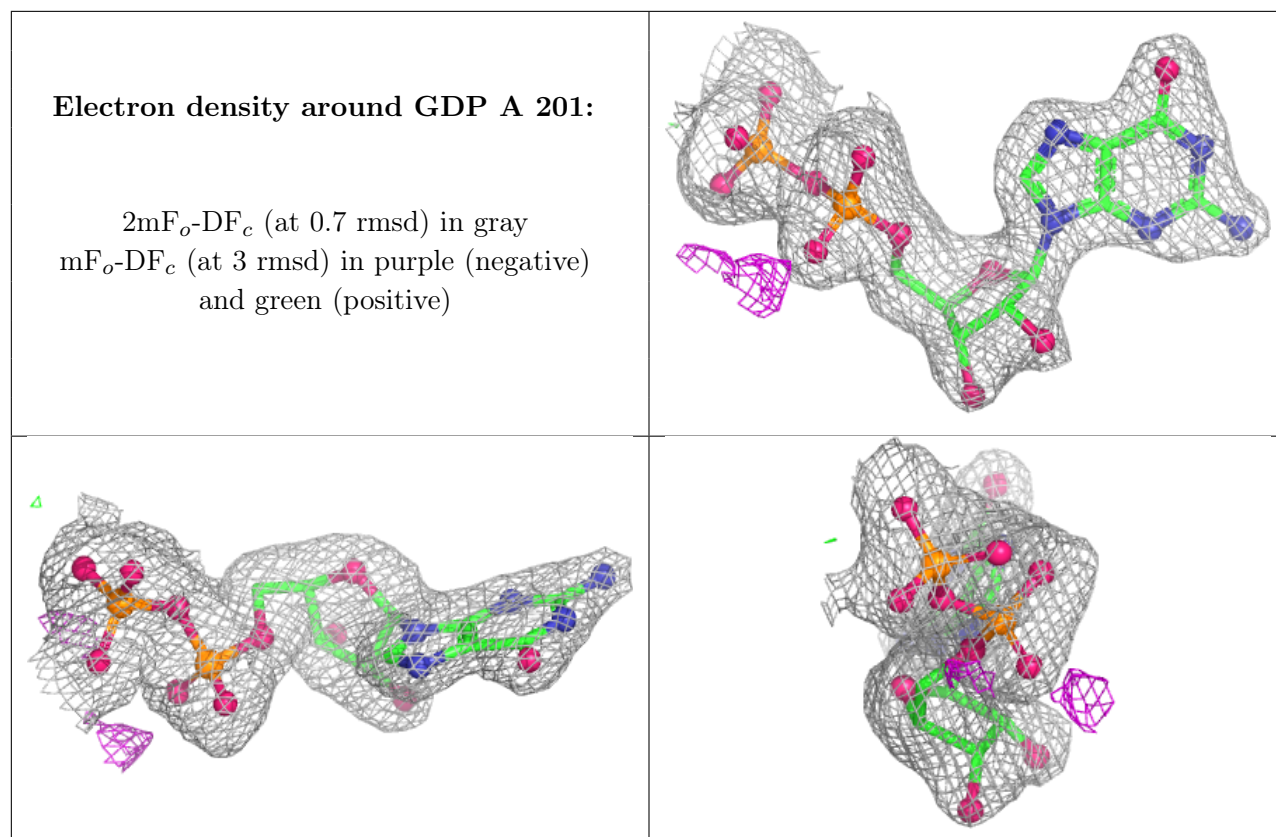 Electron density around GDP A 201:
2mFo-DFc (at 0.7 rmsd) in gray
mFo-DFc (at 3 rmsd) in purple (negative)
and green (positive)